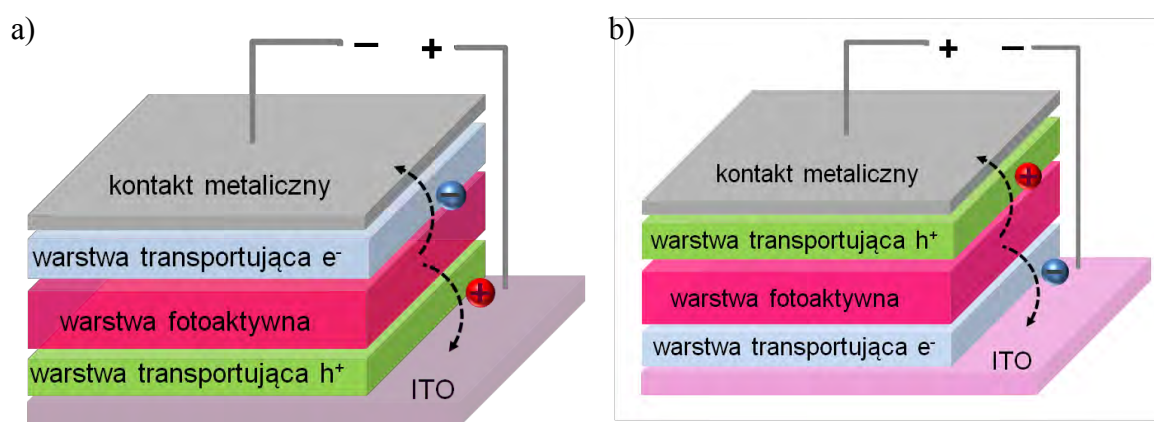 a)
− +
kontakt metaliczny
−
warstwa transportująca e⁻
+
warstwa fotoaktywna
warstwa transportująca h⁺
ITO
b)
+ −
kontakt metaliczny
+
warstwa transportująca h⁺
−
warstwa fotoaktywna
warstwa transportująca e⁻
ITO